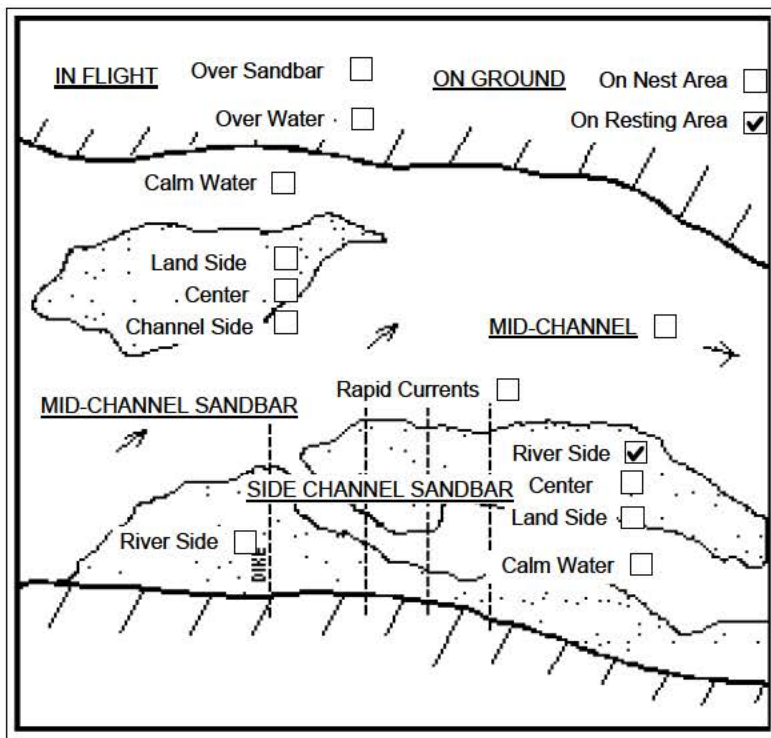 IN FLIGHT
Over Sandbar
ON GROUND
On Nest Area
Over Water
On Resting Area
Calm Water
Land Side
Center
Channel Side
MID-CHANNEL
Rapid Currents
MID-CHANNEL SANDBAR
River Side
SIDE CHANNEL SANDBAR
Center
Land Side
River Side
DIKE
Calm Water